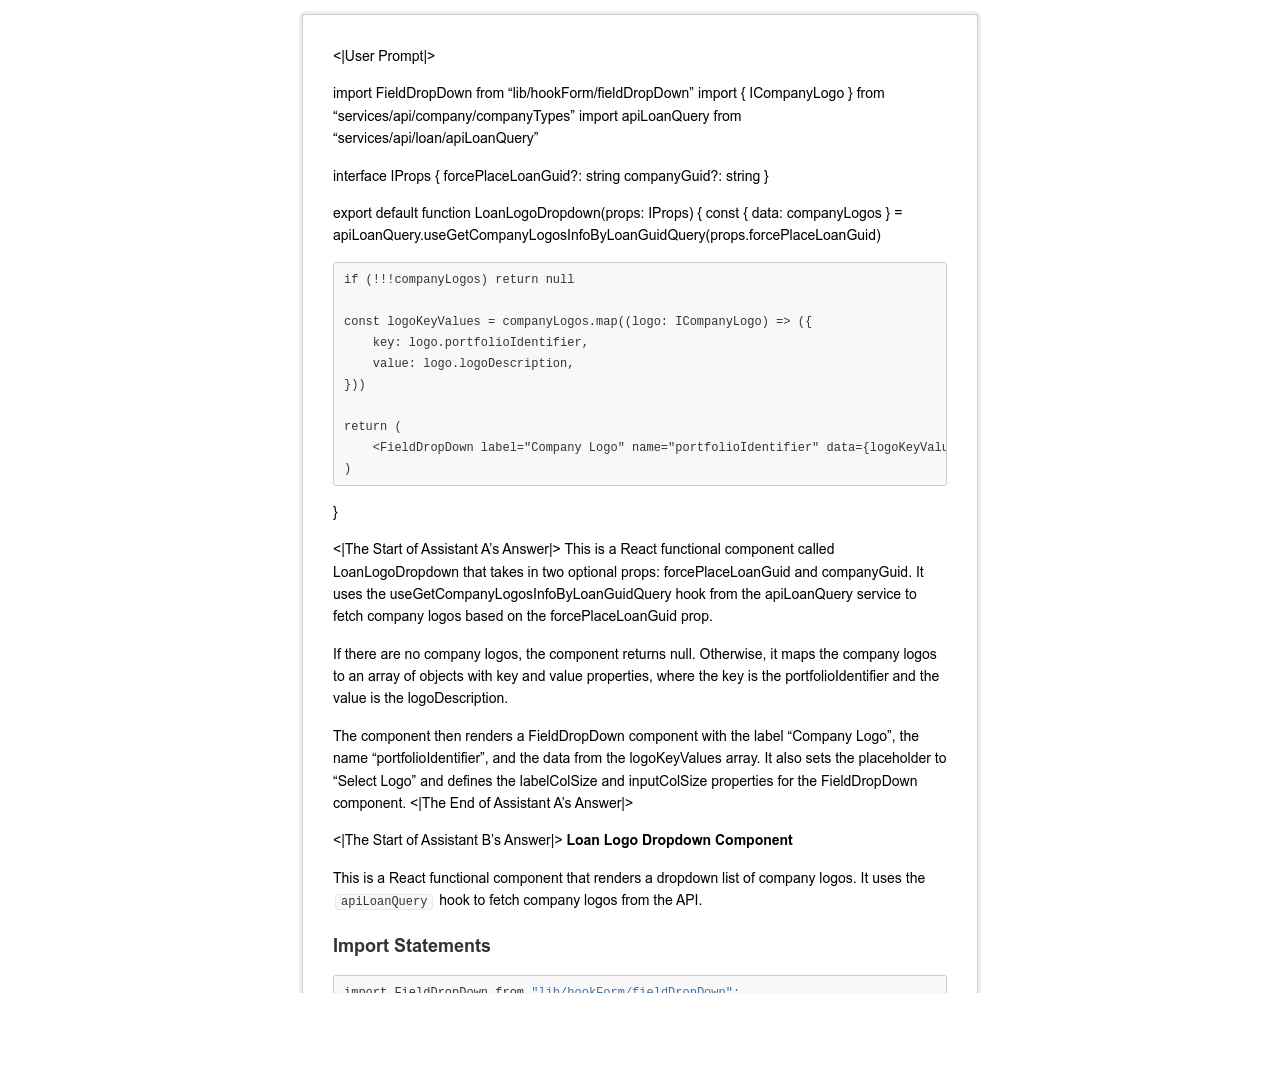 <|User Prompt|>
import FieldDropDown from “lib/hookForm/fieldDropDown” import { ICompanyLogo } from
“services/api/company/companyTypes” import apiLoanQuery from
“services/api/loan/apiLoanQuery”
interface IProps { forcePlaceLoanGuid?: string companyGuid?: string }
export default function LoanLogoDropdown(props: IProps) { const { data: companyLogos } =
apiLoanQuery.useGetCompanyLogosInfoByLoanGuidQuery(props.forcePlaceLoanGuid)
if (!!!companyLogos) return null
const logoKeyValues = companyLogos.map((logo: ICompanyLogo) => ({
    key: logo.portfolioIdentifier,
    value: logo.logoDescription,
}))
return (
    <FieldDropDown label="Company Logo" name="portfolioIdentifier" data={logoKeyValu
)
}
<|The Start of Assistant A’s Answer|> This is a React functional component called
LoanLogoDropdown that takes in two optional props: forcePlaceLoanGuid and companyGuid. It
uses the useGetCompanyLogosInfoByLoanGuidQuery hook from the apiLoanQuery service to
fetch company logos based on the forcePlaceLoanGuid prop.
If there are no company logos, the component returns null. Otherwise, it maps the company logos
to an array of objects with key and value properties, where the key is the portfolioIdentifier and the
value is the logoDescription.
The component then renders a FieldDropDown component with the label “Company Logo”, the
name “portfolioIdentifier”, and the data from the logoKeyValues array. It also sets the placeholder to
“Select Logo” and defines the labelColSize and inputColSize properties for the FieldDropDown
component. <|The End of Assistant A’s Answer|>
<|The Start of Assistant B’s Answer|> Loan Logo Dropdown Component
This is a React functional component that renders a dropdown list of company logos. It uses the
apiLoanQuery hook to fetch company logos from the API.
Import Statements
import FieldDropDown from "lib/hookForm/fieldDropDown";